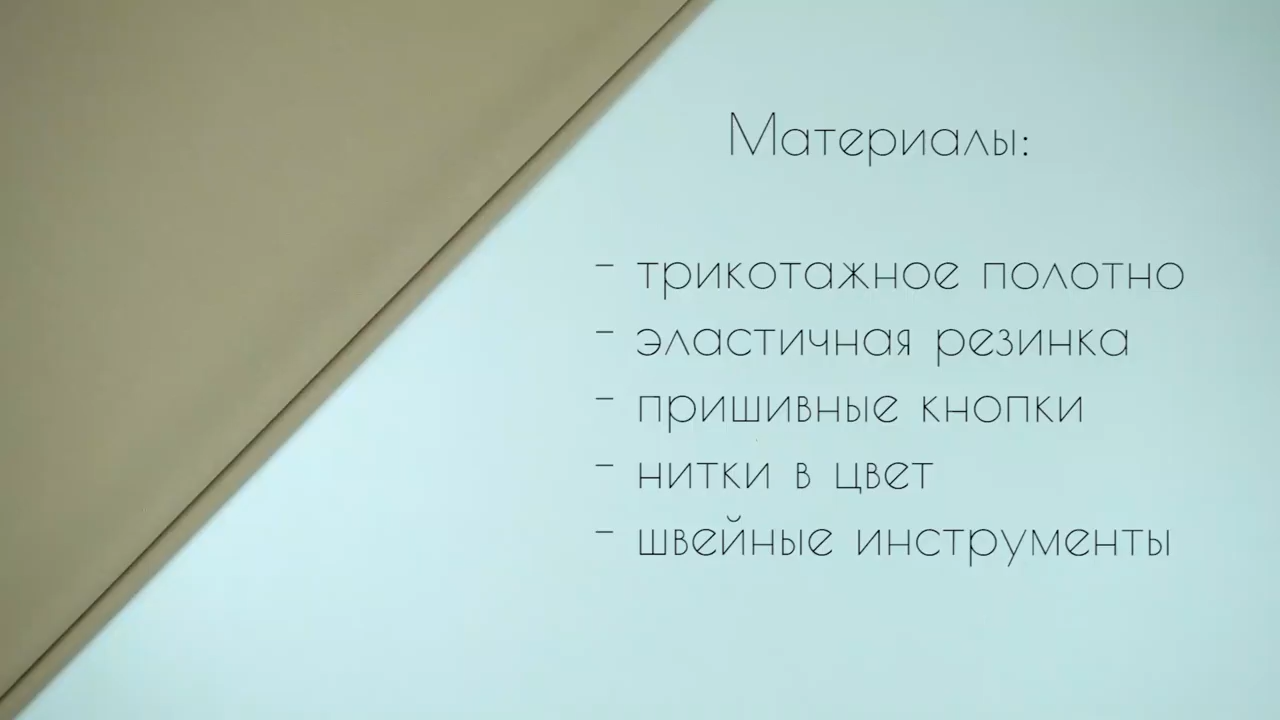 Материалы:
- трикотажное полотно
- эластичная резинка
- пришивные кнопки
- нитки в цвет
- швейные инструменты